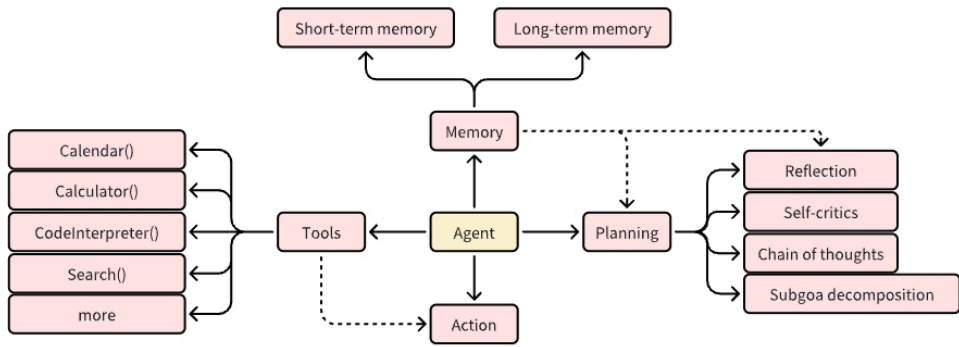 Short-term memory
Long-term memory
Memory
Calendar()
Calculator()
CodeInterpreter()
Search()
more
Tools
Agent
Planning
Action
Reflection
Self-critics
Chain of thoughts
Subgoa decomposition